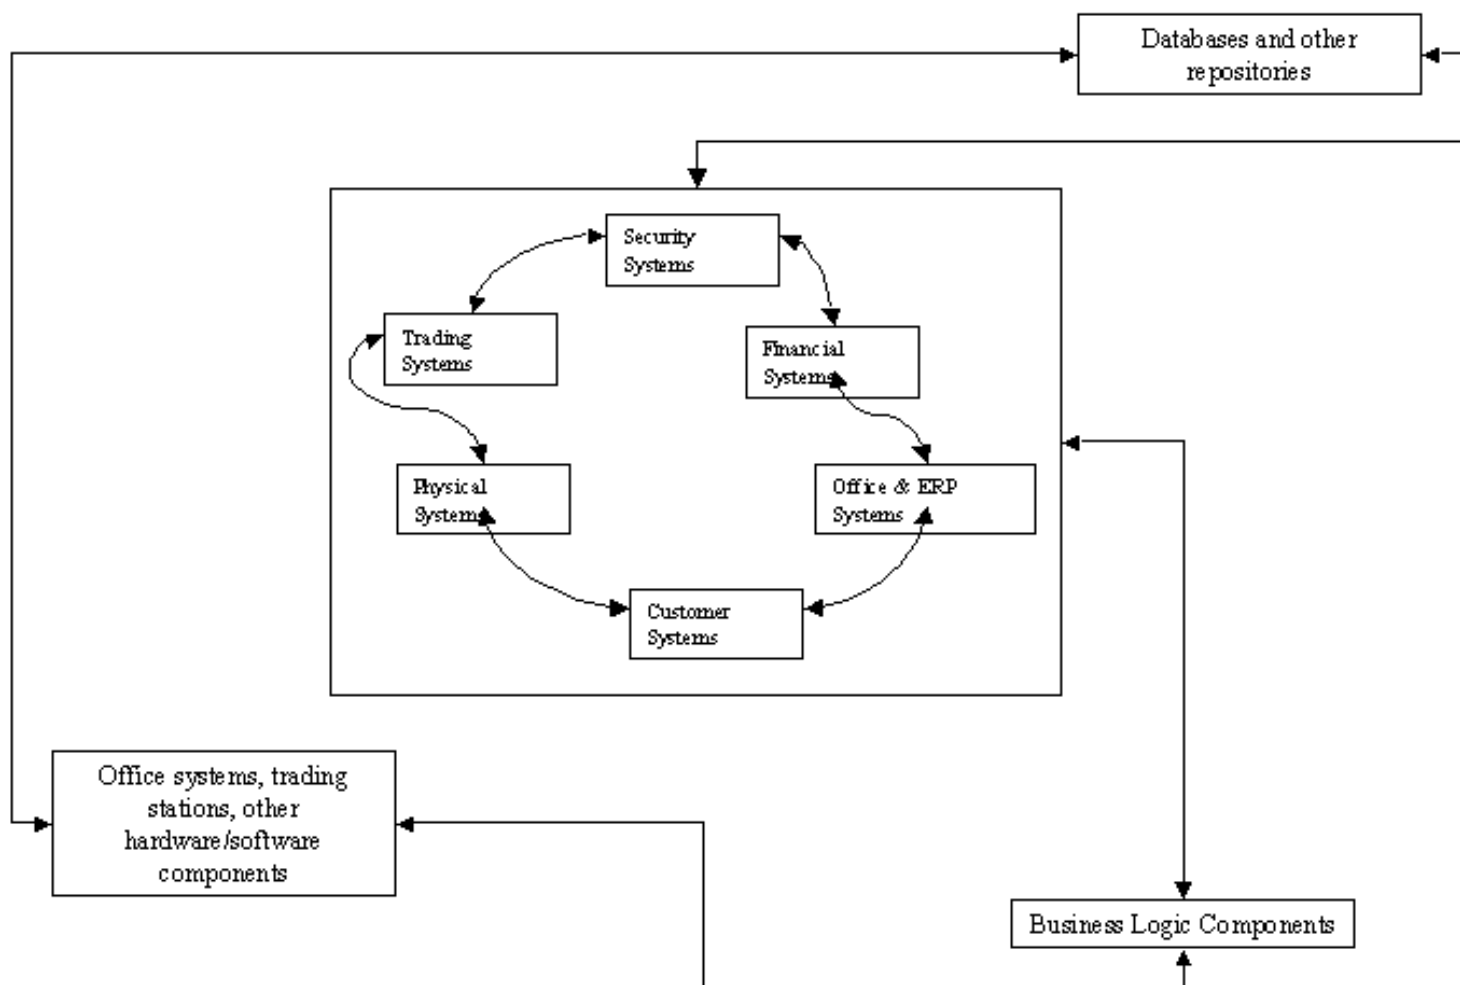 Databases and other
repositories
Security
Systems
Trading
Systems
Financial
Systems
Physical
Systems
Office & ERP
Systems
Customer
Systems
Office systems, trading
stations, other
hardware/software
components
Business Logic Components